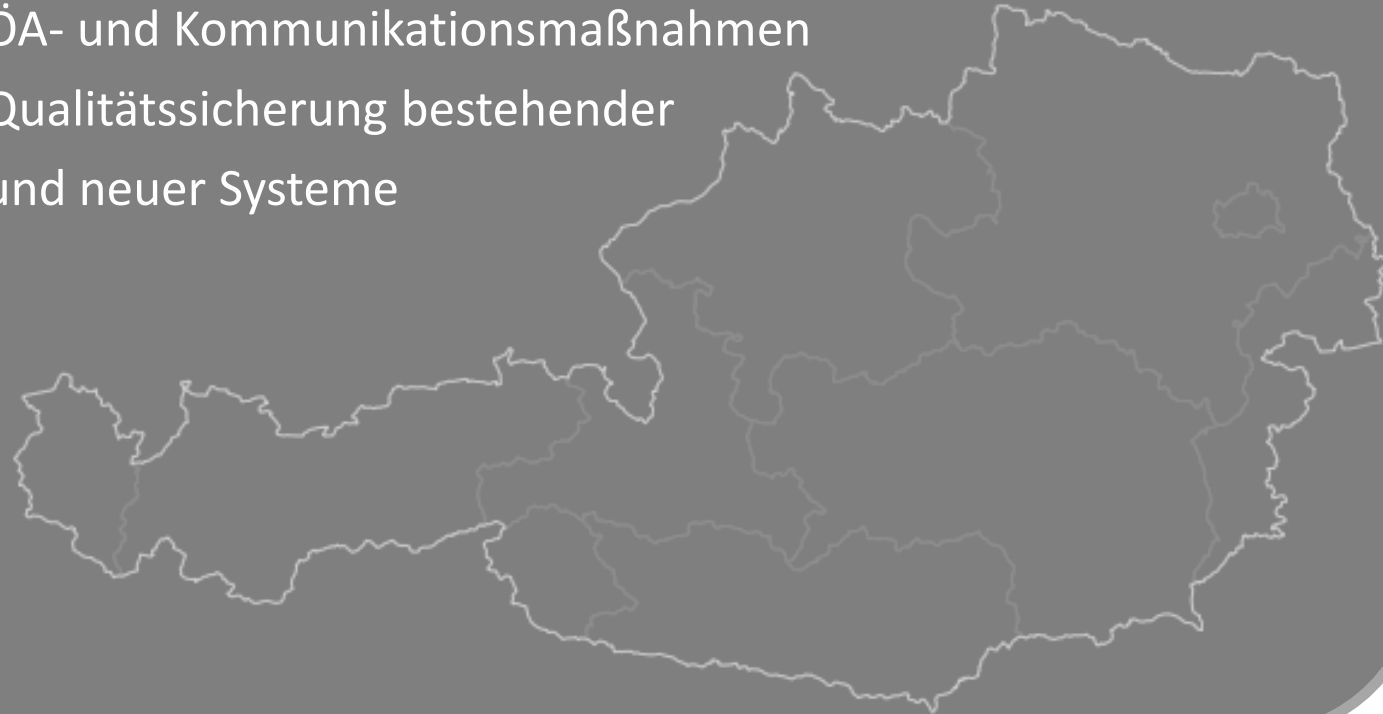 ÖA- und Kommunikationsmaßnahmen
Qualitätssicherung bestehender
und neuer Systeme